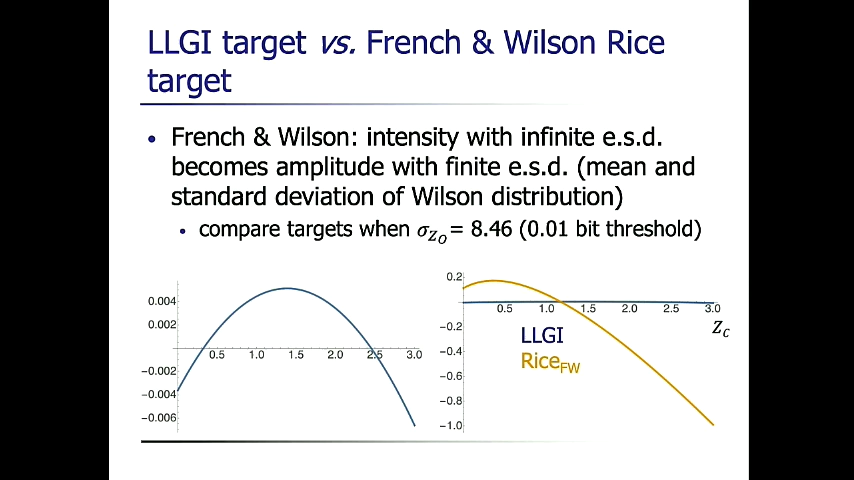 LLGI target vs. French & Wilson Rice
target
• French & Wilson: intensity with infinite e.s.d.
becomes amplitude with finite e.s.d. (mean and
standard deviation of Wilson distribution)
• compare targets when σ_{Z_O} = 8.46 (0.01 bit threshold)
0.004
0.002
−0.002
−0.004
−0.006
0.5 1.0 1.5 2.0 2.5 3.0
0.2
−0.2
−0.4
−0.6
−0.8
−1.0
0.5 1.0 1.5 2.0 2.5 3.0
Z_C
LLGI
Rice_FW